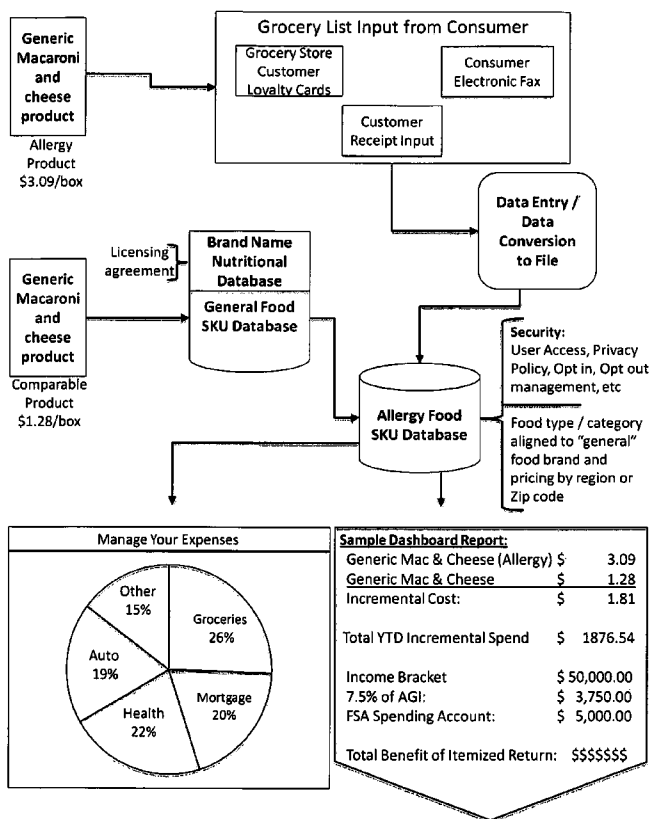 Generic
Macaroni
and
cheese
product
Allergy
Product
$3.09/box
Grocery List Input from Consumer
Grocery Store
Customer
Loyalty Cards
Consumer
Electronic Fax
Customer
Receipt Input
Data Entry /
Data
Conversion
to File
Licensing
agreement
Brand Name
Nutritional
Database
General Food
SKU Database
Generic
Macaroni
and
cheese
product
Comparable
Product
$1.28/box
Allergy Food
SKU Database
Security:
User Access, Privacy
Policy, Opt in, Opt out
management, etc
Food type / category
aligned to "general"
food brand and
pricing by region or
Zip code
Manage Your Expenses
Other
15%
Groceries
26%
Auto
19%
Mortgage
20%
Health
22%
Sample Dashboard Report:
Generic Mac & Cheese (Allergy) $ 3.09
Generic Mac & Cheese $ 1.28
Incremental Cost: $ 1.81
Total YTD Incremental Spend $ 1876.54
Income Bracket $ 50,000.00
7.5% of AGI: $ 3,750.00
FSA Spending Account: $ 5,000.00
Total Benefit of Itemized Return: $$$$$$$